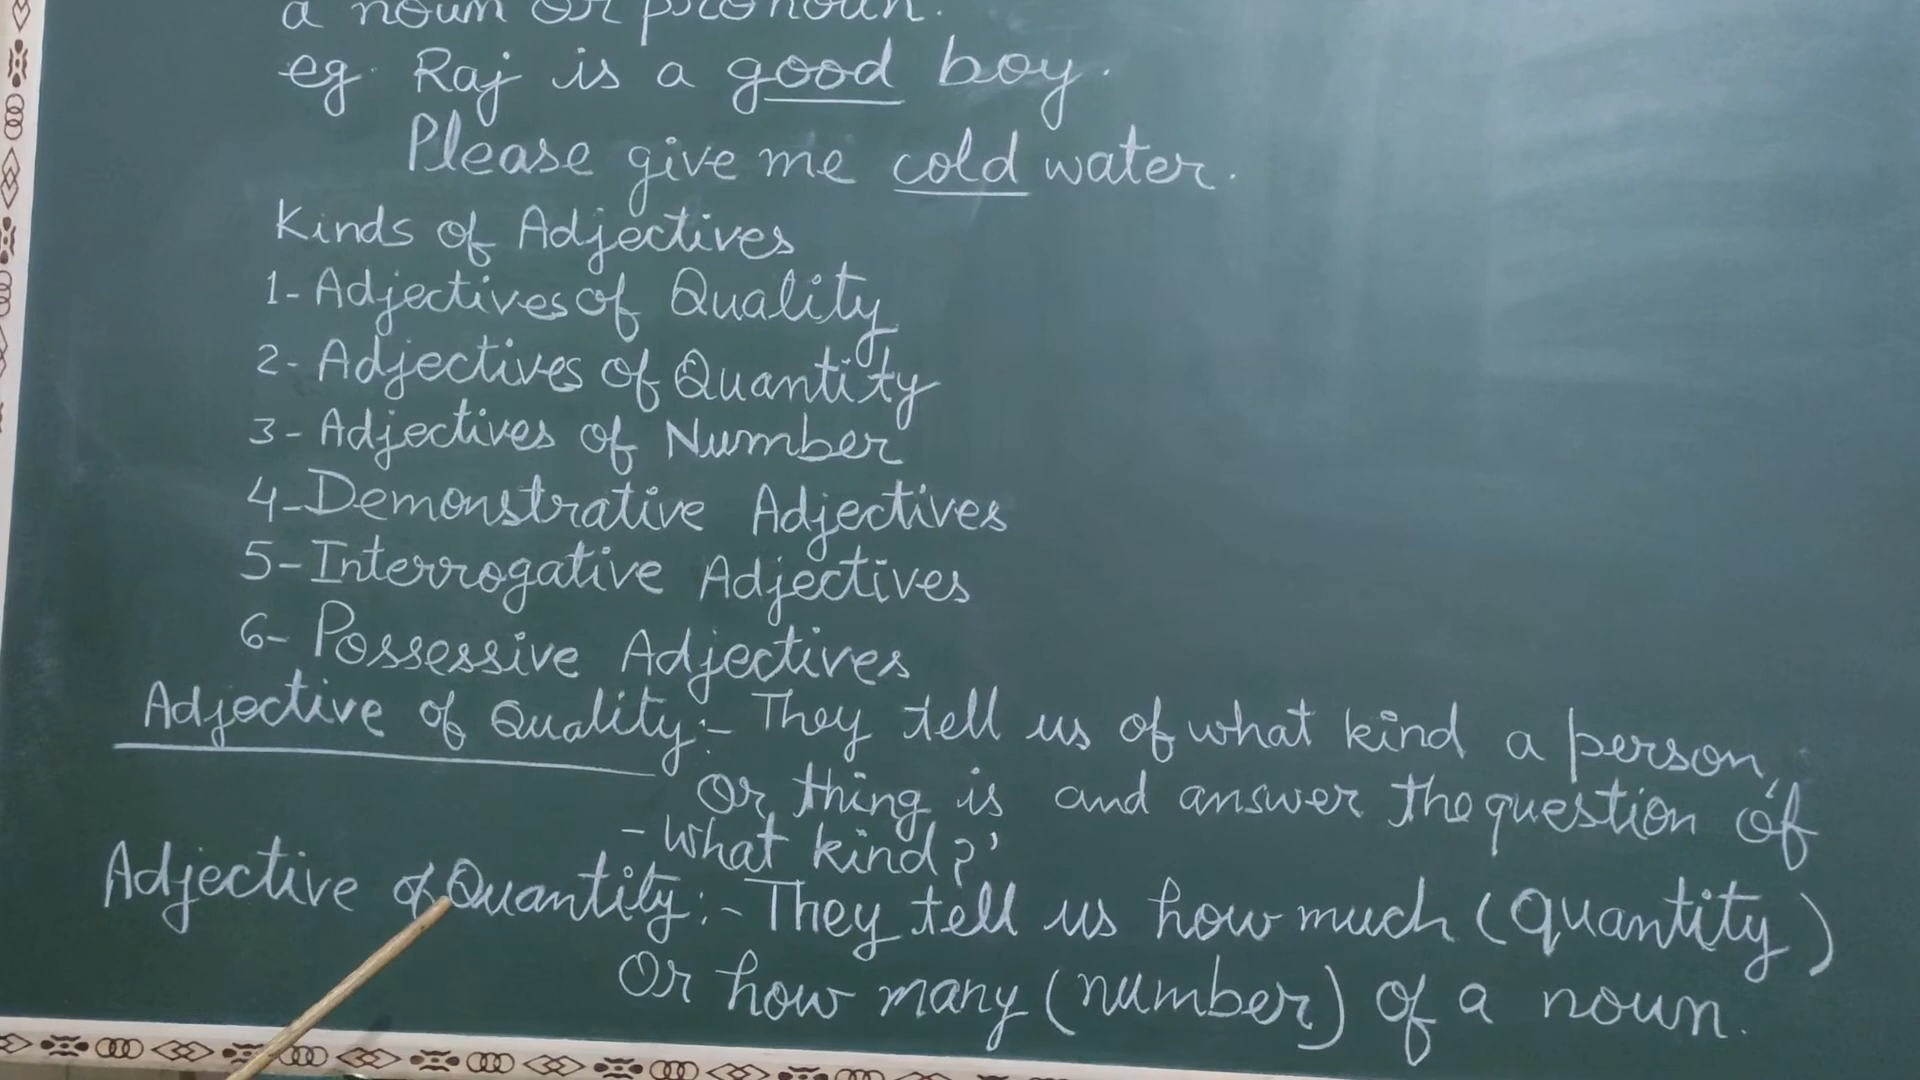 a noun or pronoun.
eg. Raj is a good boy.
Please give me cold water.
Kinds of Adjectives
1- Adjectives of Quality
2- Adjectives of Quantity
3- Adjectives of Number
4- Demonstrative Adjectives
5- Interrogative Adjectives
6- Possessive Adjectives
Adjective of Quality:- They tell us of what kind a person,
Or thing is and answer the question of
- What kind?'
Adjective of Quantity:- They tell us how much (quantity)
Or how many (number) of a noun.